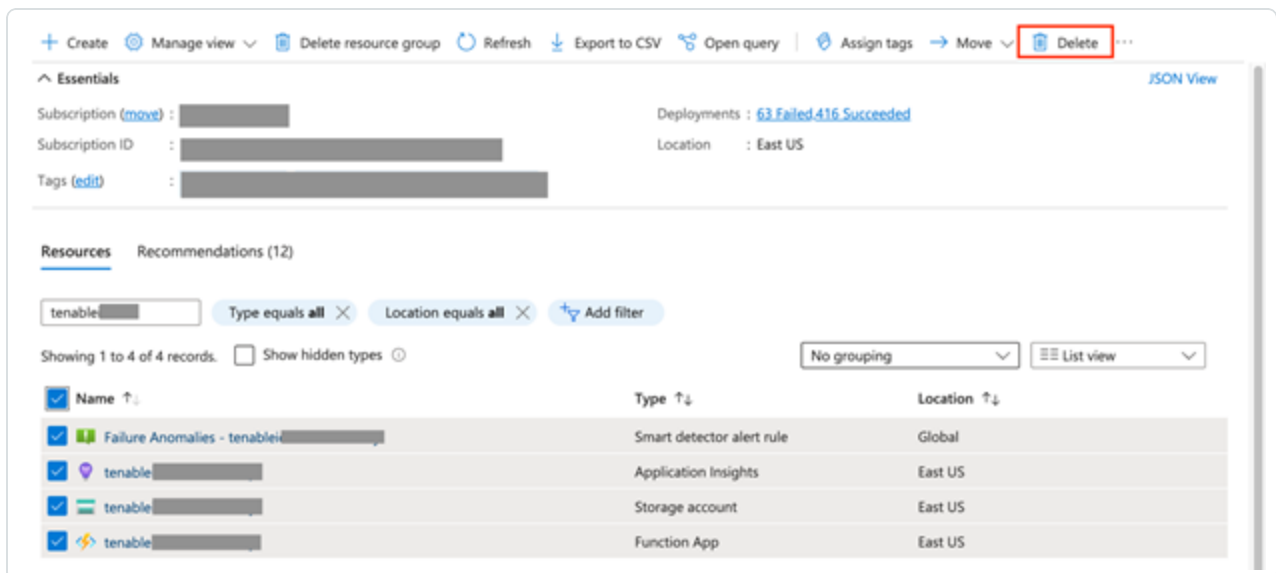 Create Manage view Delete resource group Refresh Export to CSV Open query Assign tags Move Delete ...
Essentials JSON View
Subscription (move) : Deployments : 63 Failed,416 Succeeded
Subscription ID : Location : East US
Tags (edit) :
Resources Recommendations (12)
tenable Type equals all Location equals all Add filter
Showing 1 to 4 of 4 records. Show hidden types No grouping List view
Name Type Location
Failure Anomalies - tenablei Smart detector alert rule Global
tenable Application Insights East US
tenable Storage account East US
tenable Function App East US